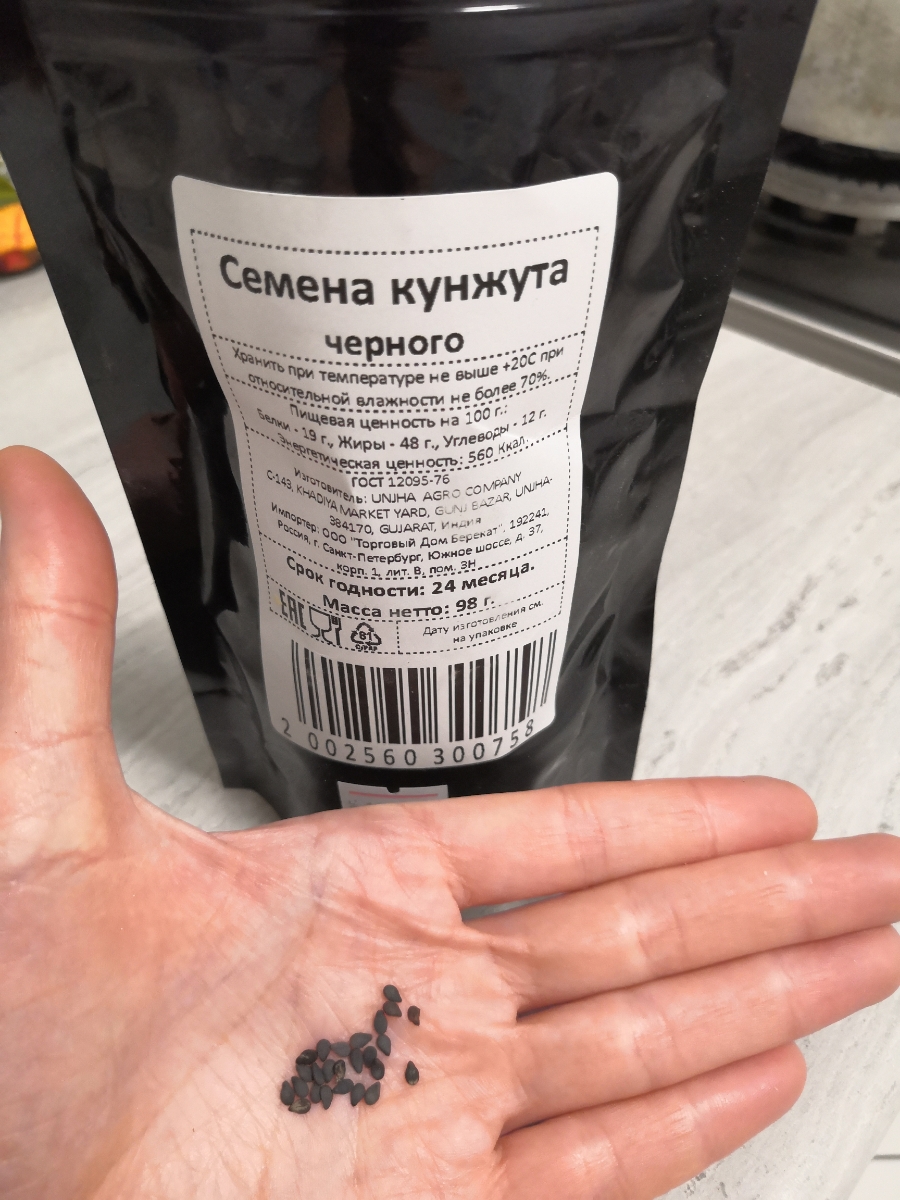 Семена кунжута
черного
Хранить при температуре не выше +20С при
относительной влажности не более 70%.
Пищевая ценность на 100 г.:
Белки - 19 г., Жиры - 48 г., Углеводы - 12 г.
Энергетическая ценность: 560 Ккал.
ГОСТ 12095-76
Изготовитель: UNJHA AGRO COMPANY
C-143, KHADIYA MARKET YARD, GUNJ BAZAR, UNJHA-
384170, GUJARAT, Индия
Импортер: ООО "Торговый Дом Берекат". 192241,
Россия, г. Санкт-Петербург, Южное шоссе, д. 37,
корп. 1, лит. В, пом. 3Н
Срок годности: 24 месяца.
Масса нетто: 98 г.
ЕАС
81
C/PAP
Дату изготовления см.
на упаковке
2 002560 300758